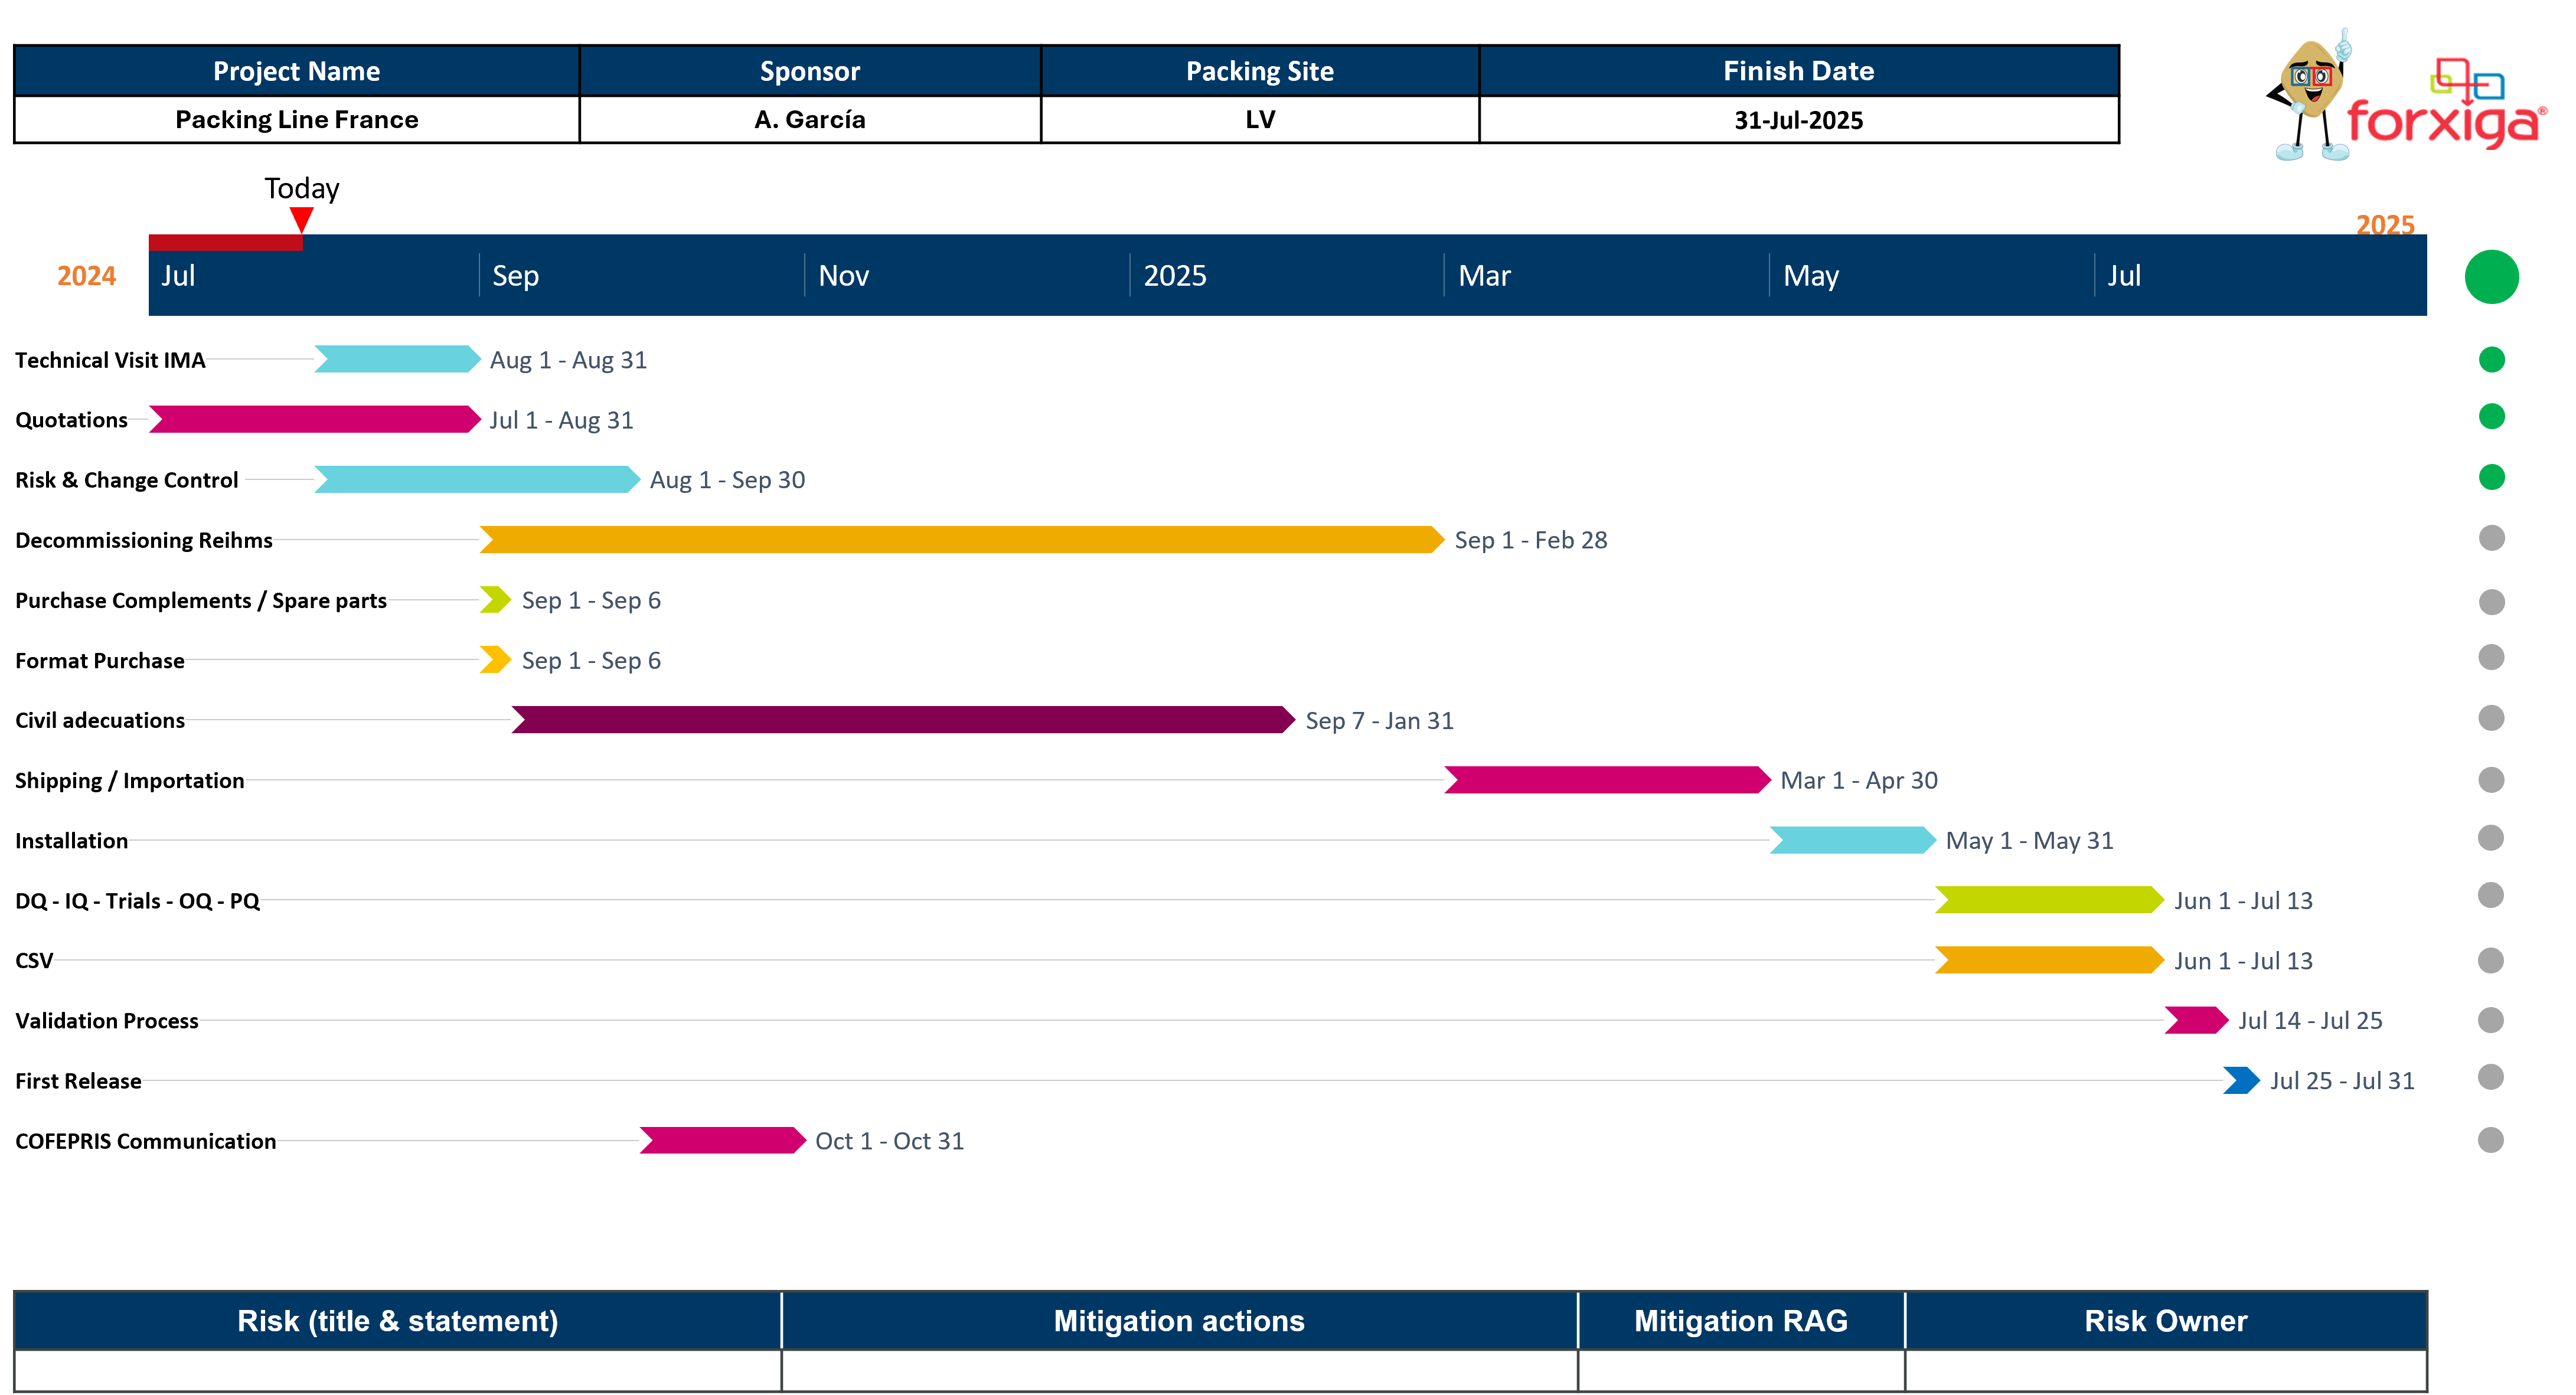 Project Name Sponsor Packing Site Finish Date
Packing Line France A. García LV 31-Jul-2025
forxiga®
Today
2025
2024 Jul Sep Nov 2025 Mar May Jul
Technical Visit IMA Aug 1 - Aug 31
Quotations Jul 1 - Aug 31
Risk & Change Control Aug 1 - Sep 30
Decommissioning Reihms Sep 1 - Feb 28
Purchase Complements / Spare parts Sep 1 - Sep 6
Format Purchase Sep 1 - Sep 6
Civil adecuations Sep 7 - Jan 31
Shipping / Importation Mar 1 - Apr 30
Installation May 1 - May 31
DQ - IQ - Trials - OQ - PQ Jun 1 - Jul 13
CSV Jun 1 - Jul 13
Validation Process Jul 14 - Jul 25
First Release Jul 25 - Jul 31
COFEPRIS Communication Oct 1 - Oct 31
Risk (title & statement) Mitigation actions Mitigation RAG Risk Owner